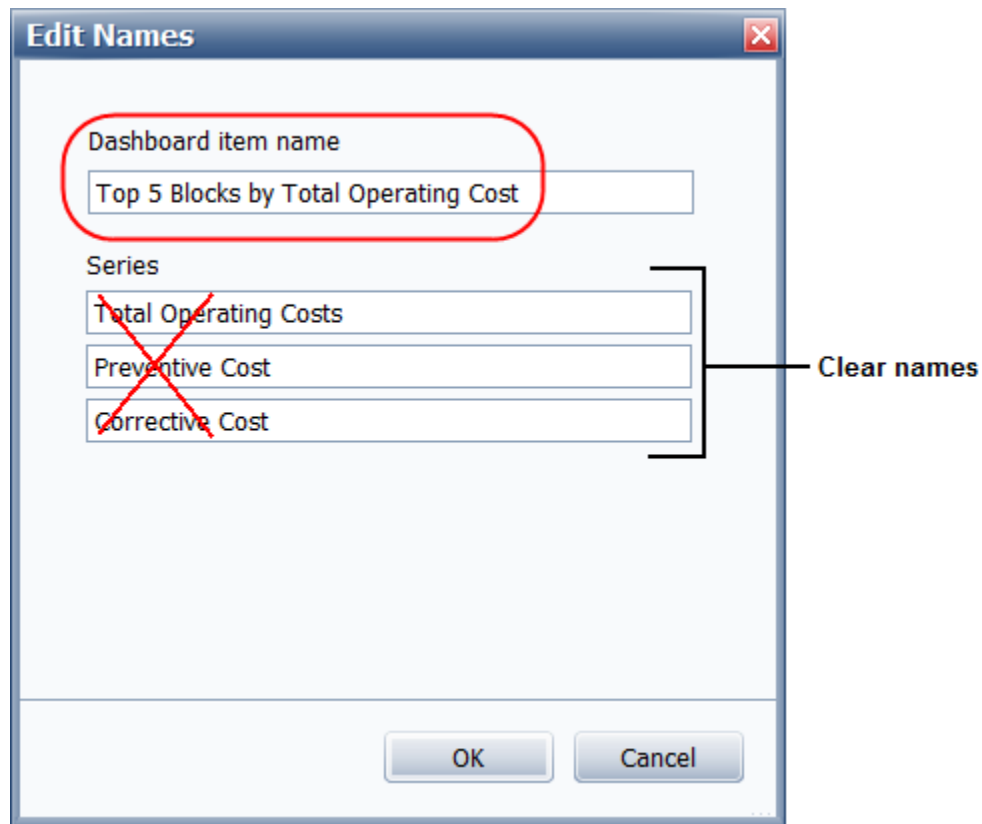 Edit Names
Dashboard item name
Top 5 Blocks by Total Operating Cost
Series
Total Operating Costs
Preventive Cost
Clear names
Corrective Cost
OK
Cancel